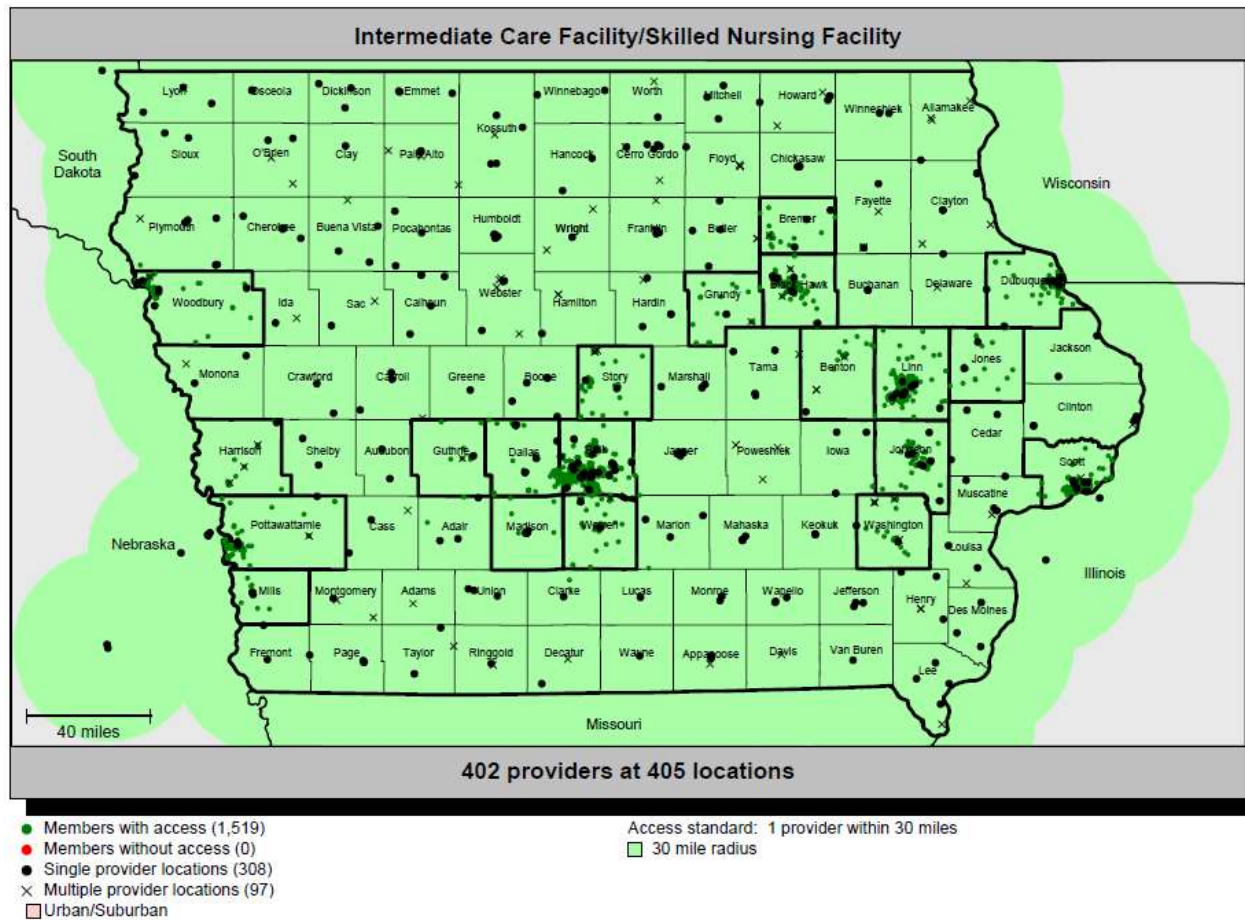 Intermediate Care Facility/Skilled Nursing Facility
Lyon Osceola Dickinson Emmet Winnebago Worth Mitchell Howard Winneshiek Allamakee
Kossuth
South Dakota
Sioux O'Brien Clay Palo Alto Hancock Cerro Gordo Floyd Chickasaw
Wisconsin
Plymouth Cherokee Buena Vista Pocahontas Humboldt Wright Franklin Butler Bremer Fayette Clayton
Woodbury Ida Sac Calhoun Webster Hamilton Hardin Grundy Black Hawk Buchanan Delaware Dubuque
Monona Crawford Carroll Greene Boone Story Marshall Tama Benton Linn Jones Jackson
Clinton
Harrison Shelby Audubon Guthrie Dallas Polk Jasper Poweshiek Iowa Johnson Cedar
Scott
Muscatine
Nebraska
Pottawattamie Cass Adair Madison Warren Marion Mahaska Keokuk Washington
Louisa
Illinois
Mills Montgomery Adams Union Clarke Lucas Monroe Wapello Jefferson Henry Des Moines
Fremont Page Taylor Ringgold Decatur Wayne Appanoose Davis Van Buren Lee
40 miles
Missouri
402 providers at 405 locations
Members with access (1,519)
Members without access (0)
Single provider locations (308)
Multiple provider locations (97)
Urban/Suburban
Access standard: 1 provider within 30 miles
30 mile radius